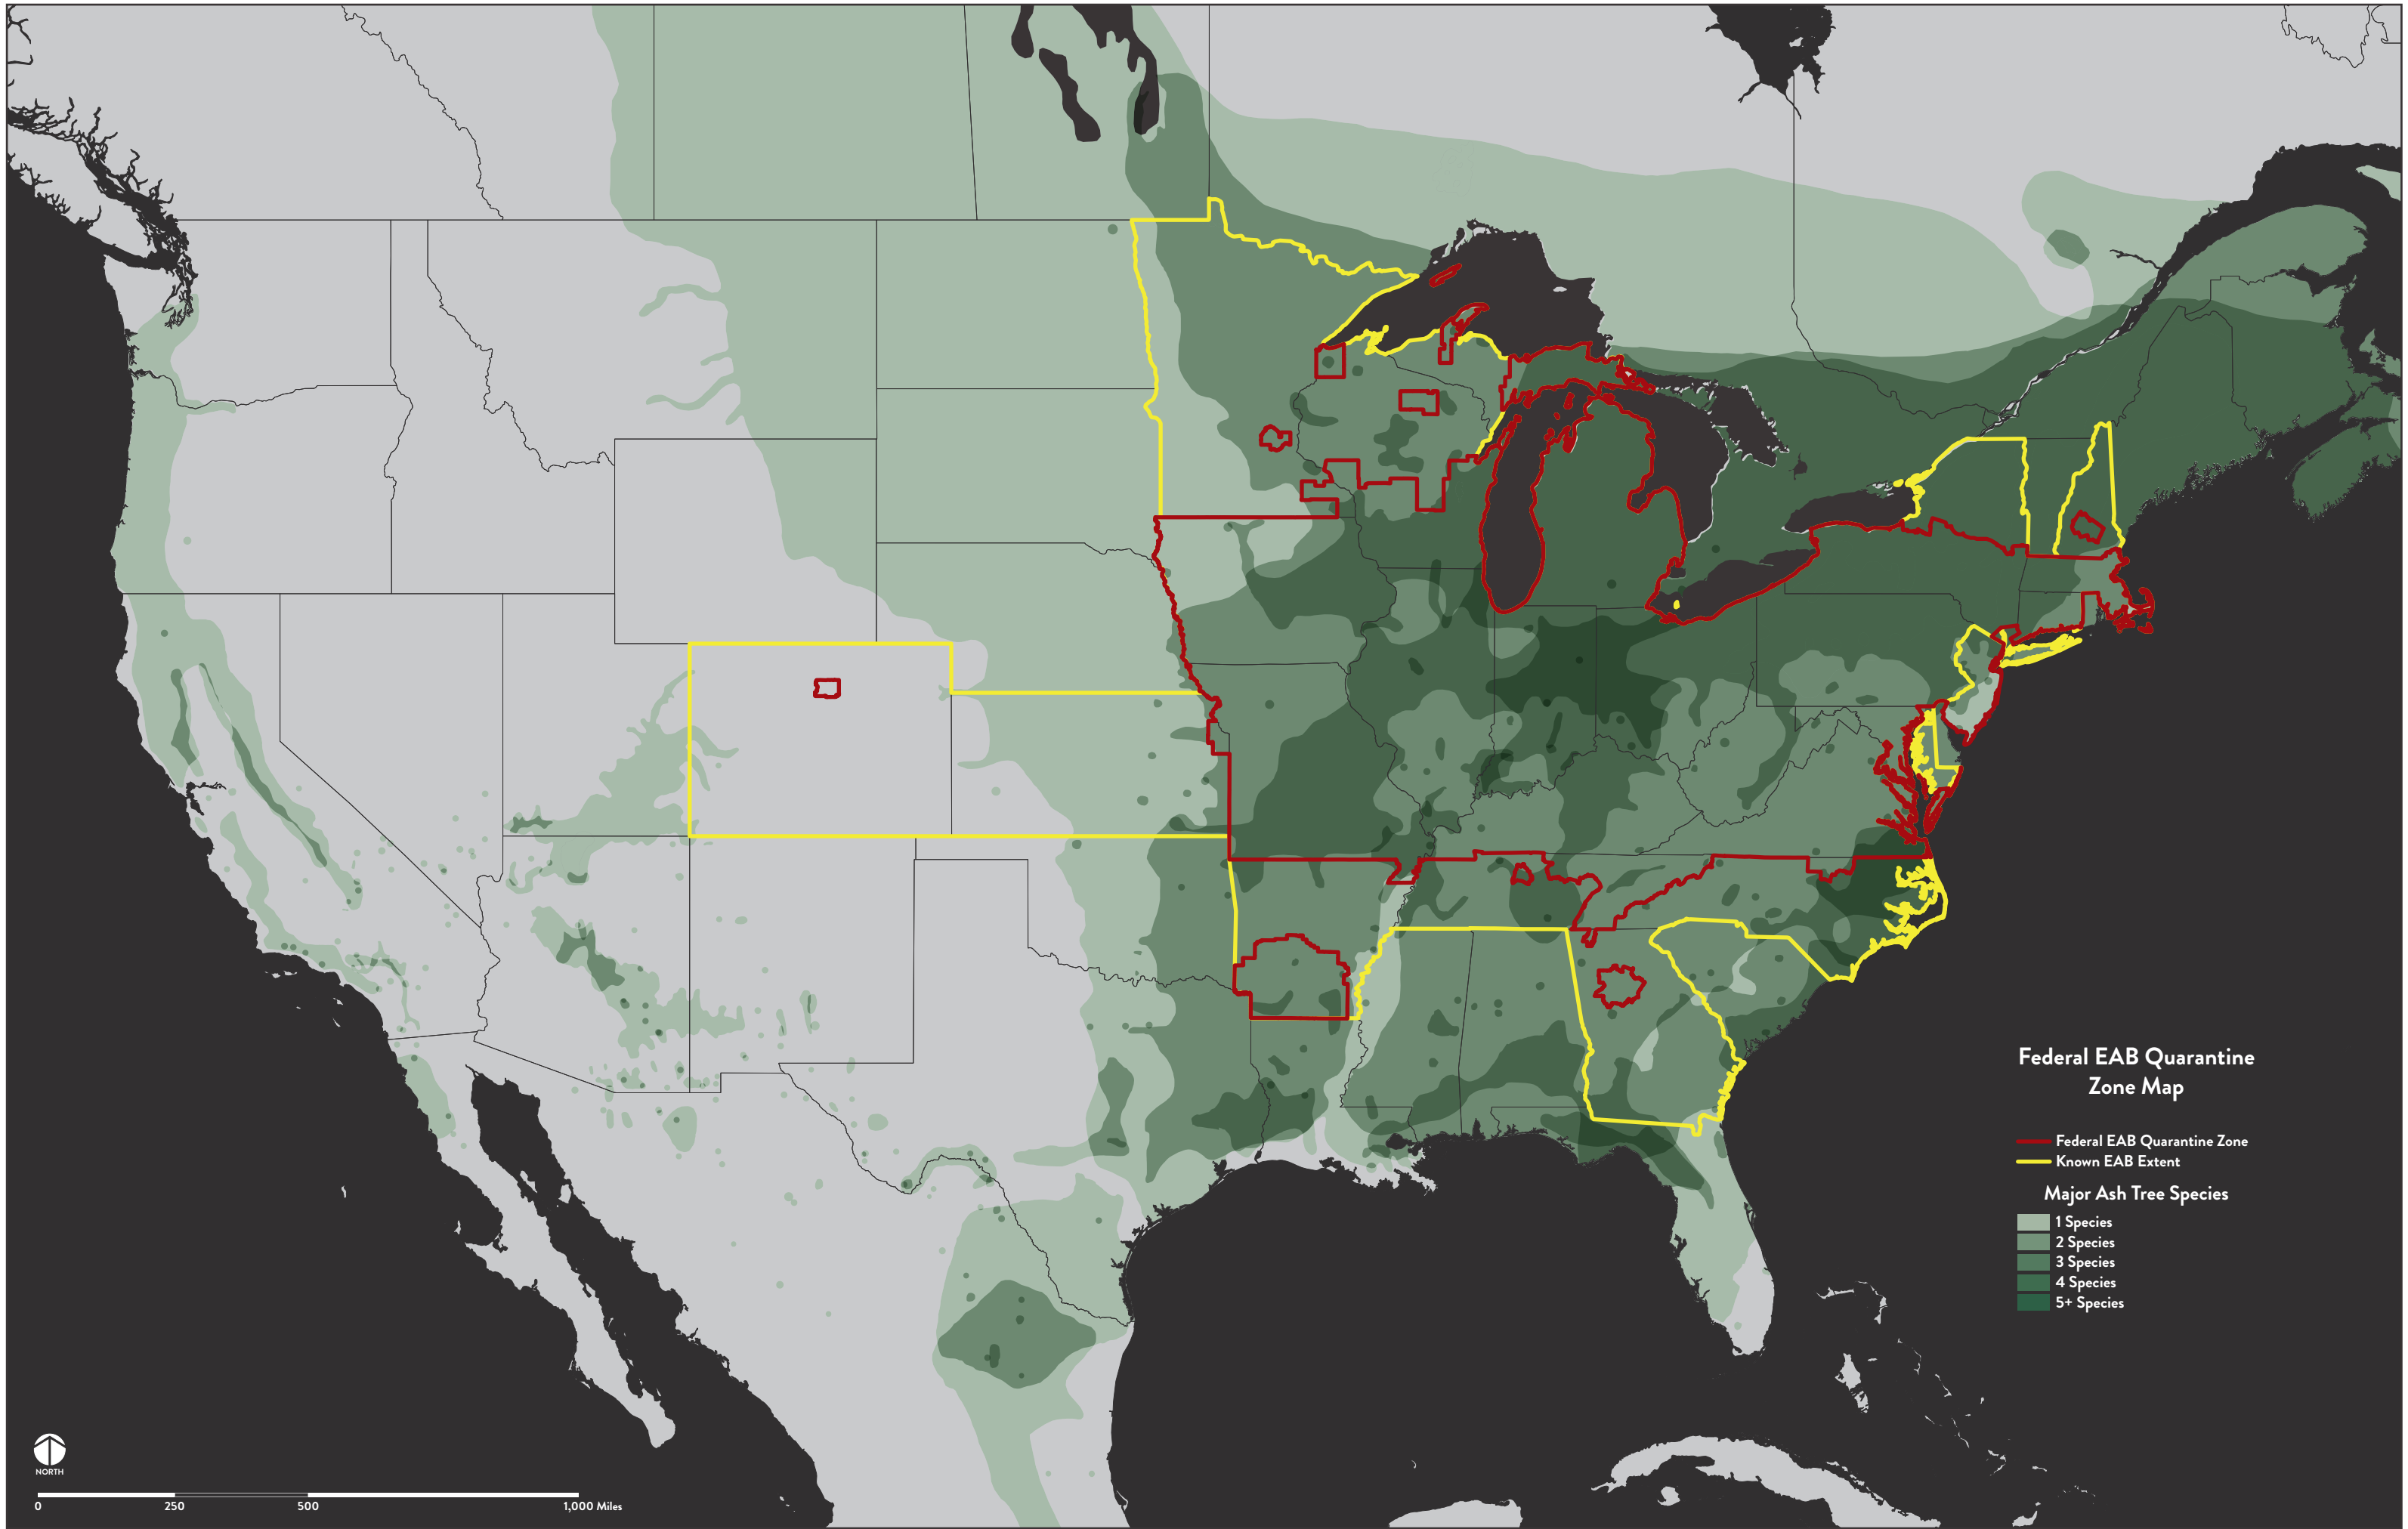 Federal EAB Quarantine
Zone Map
Federal EAB Quarantine Zone
Known EAB Extent
Major Ash Tree Species
1 Species
2 Species
3 Species
4 Species
5+ Species
NORTH
0 250 500 1,000 Miles